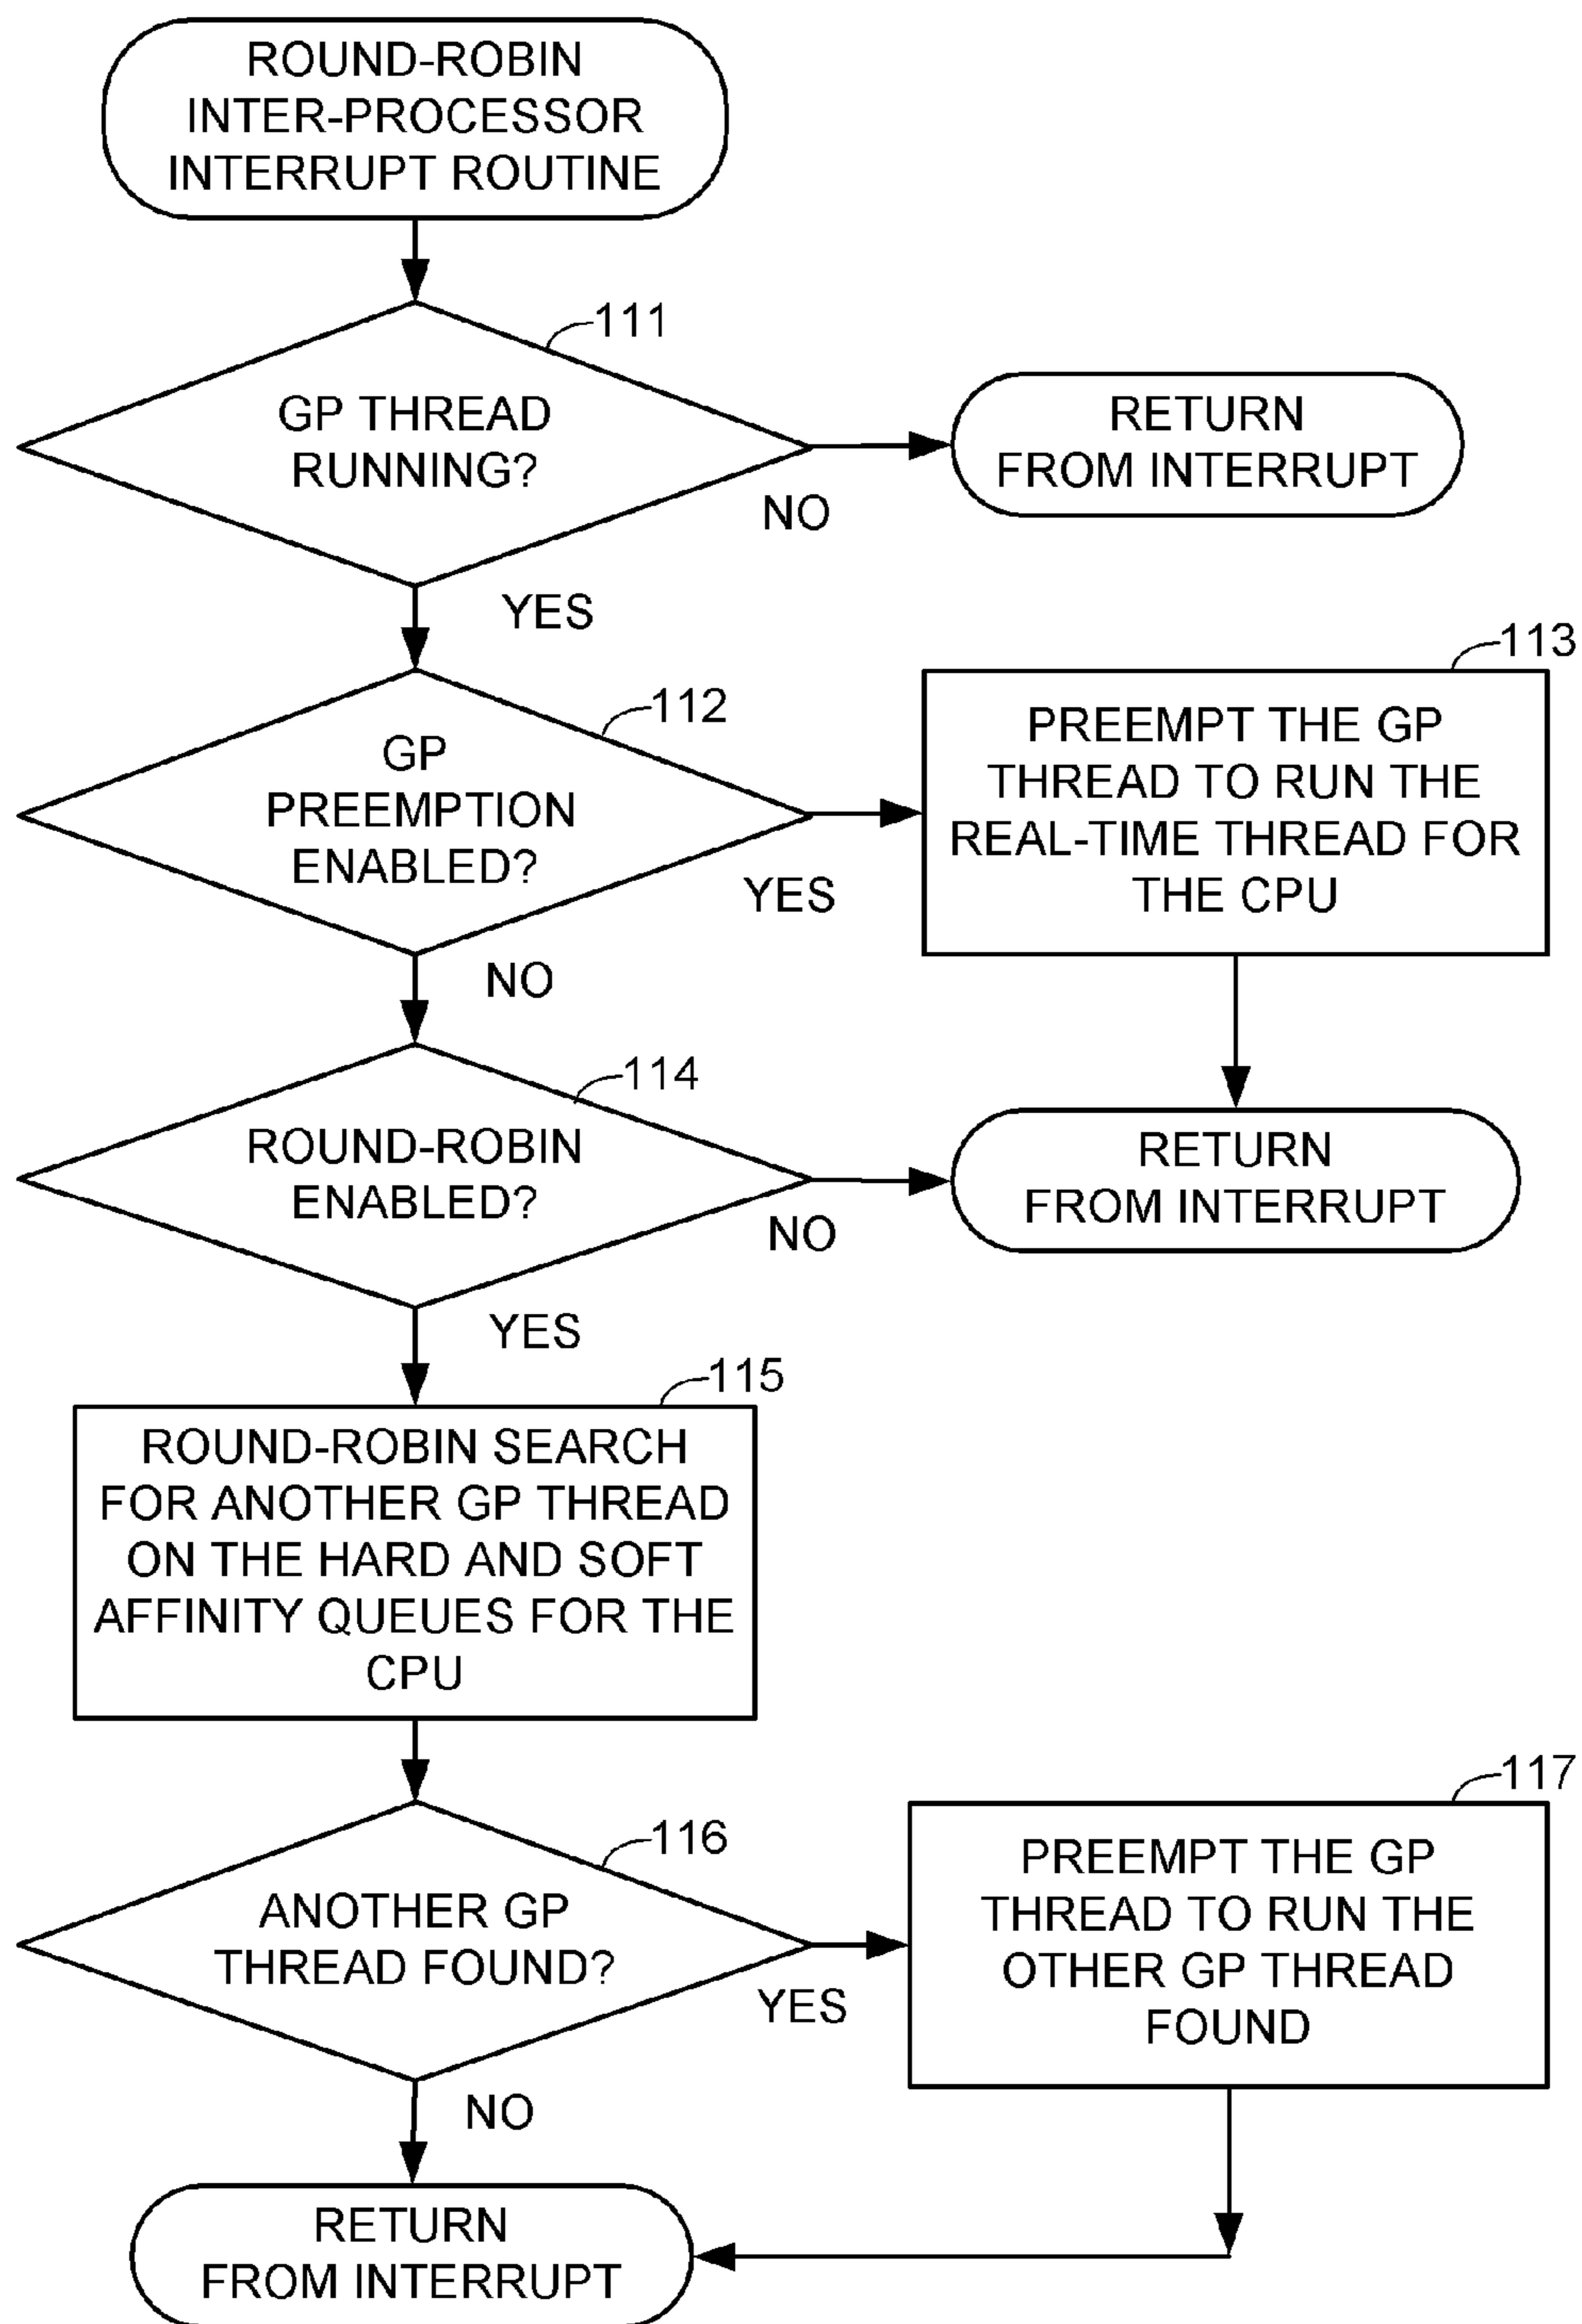 ROUND-ROBIN
INTER-PROCESSOR
INTERRUPT ROUTINE
111
GP THREAD
RUNNING?
NO
RETURN
FROM INTERRUPT
YES
112
GP
PREEMPTION
ENABLED?
YES
113
PREEMPT THE GP
THREAD TO RUN THE
REAL-TIME THREAD FOR
THE CPU
NO
114
ROUND-ROBIN
ENABLED?
NO
RETURN
FROM INTERRUPT
YES
115
ROUND-ROBIN SEARCH
FOR ANOTHER GP THREAD
ON THE HARD AND SOFT
AFFINITY QUEUES FOR THE
CPU
116
ANOTHER GP
THREAD FOUND?
YES
117
PREEMPT THE GP
THREAD TO RUN THE
OTHER GP THREAD
FOUND
NO
RETURN
FROM INTERRUPT